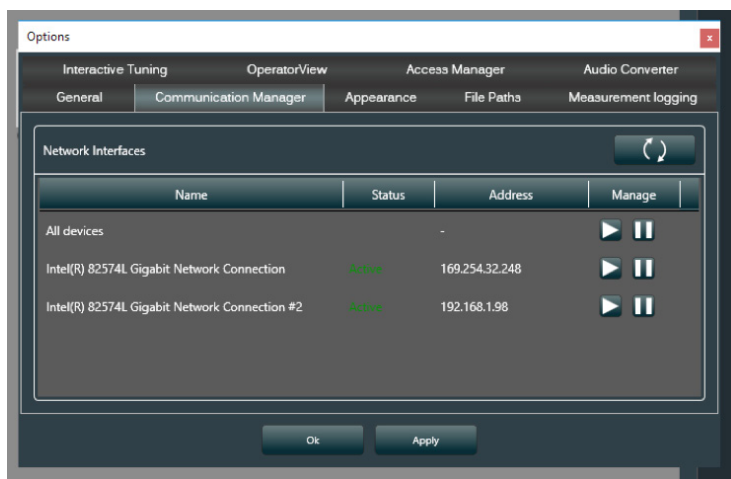 Options
x
Interactive Tuning OperatorView Access Manager Audio Converter
General Communication Manager Appearance File Paths Measurement logging
Network Interfaces
Name Status Address Manage
All devices -
Intel(R) 82574L Gigabit Network Connection Active 169.254.32.248
Intel(R) 82574L Gigabit Network Connection #2 Active 192.168.1.98
Ok Apply